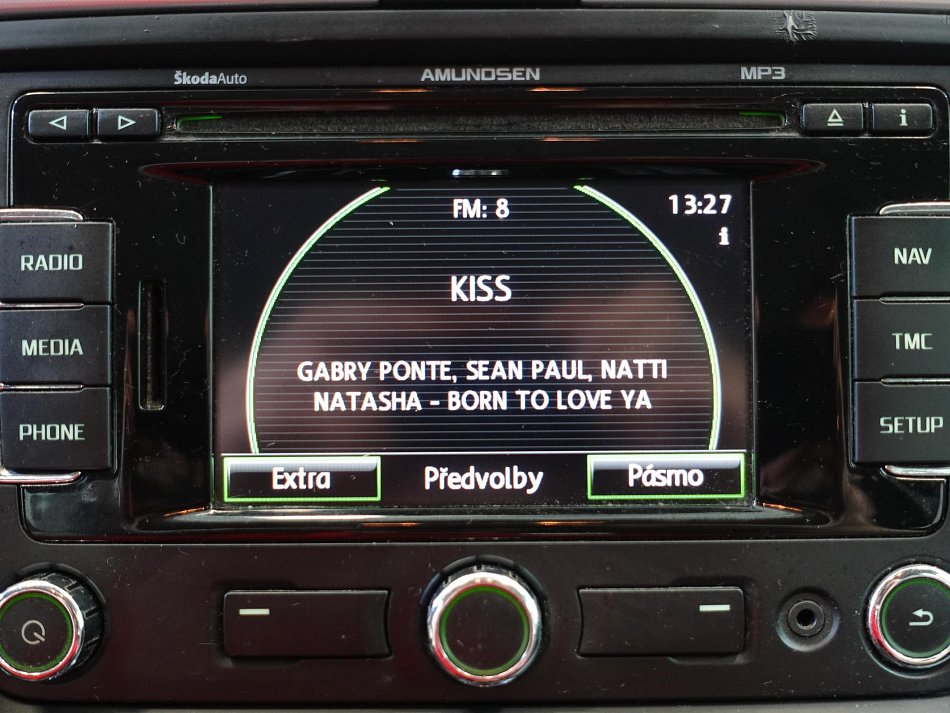 ŠkodaAuto AMUNDSEN MP3
i
FM: 8 13:27
i
RADIO KISS NAV
MEDIA TMC
GABRY PONTE, SEAN PAUL, NATTI
NATASHA - BORN TO LOVE YA
PHONE SETUP
Extra Předvolby Pásmo